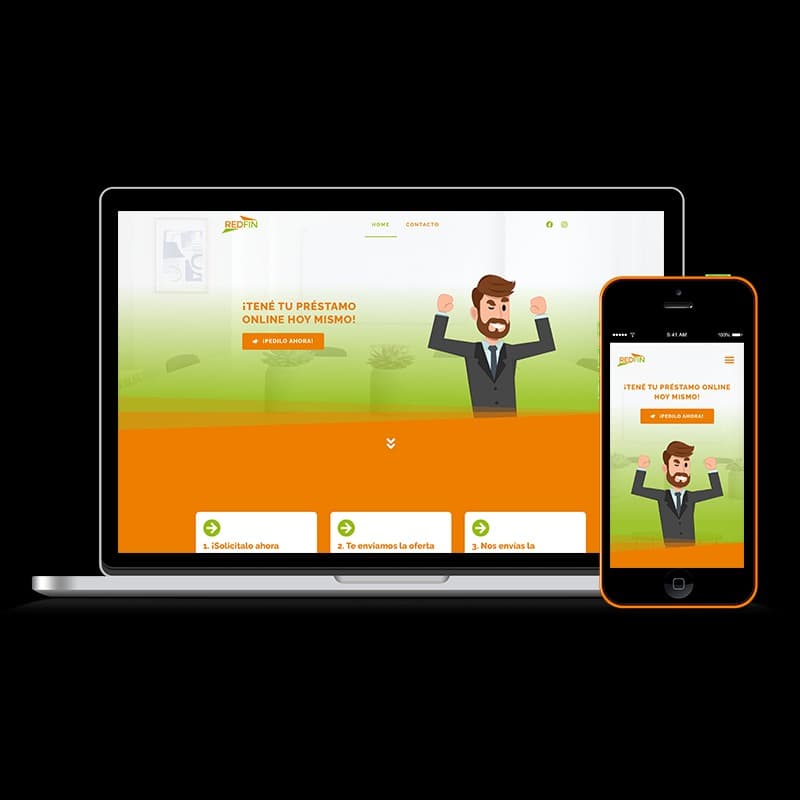 REDFIN
HOME
CONTACTO
¡TENÉ TU PRÉSTAMO
ONLINE HOY MISMO!
¡PEDILO AHORA!
1. ¡Solicitalo ahora
2. Te enviamos la oferta
3. Nos envías la
9:41 AM
100%
REDFIN
¡TENÉ TU PRÉSTAMO ONLINE
HOY MISMO!
¡PEDILO AHORA!